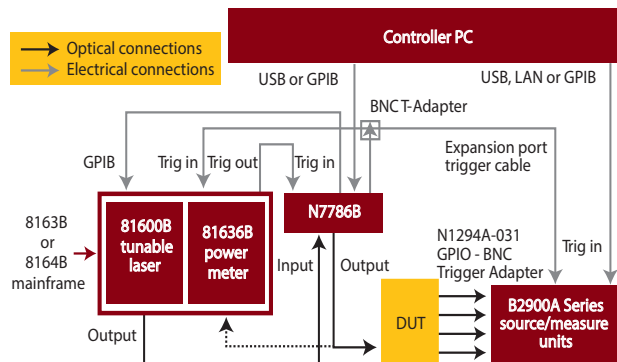 Optical connections
Electrical connections
Controller PC
USB or GPIB
USB, LAN or GPIB
BNC T-Adapter
GPIB
Trig in
Trig out
Trig in
Expansion port
trigger cable
8163B
or
8164B
mainframe
81600B
tunable
laser
81636B
power
meter
N7786B
Input
Output
N1294A-031
GPIO - BNC
Trigger Adapter
Trig in
Output
DUT
B2900A Series
source/measure
units